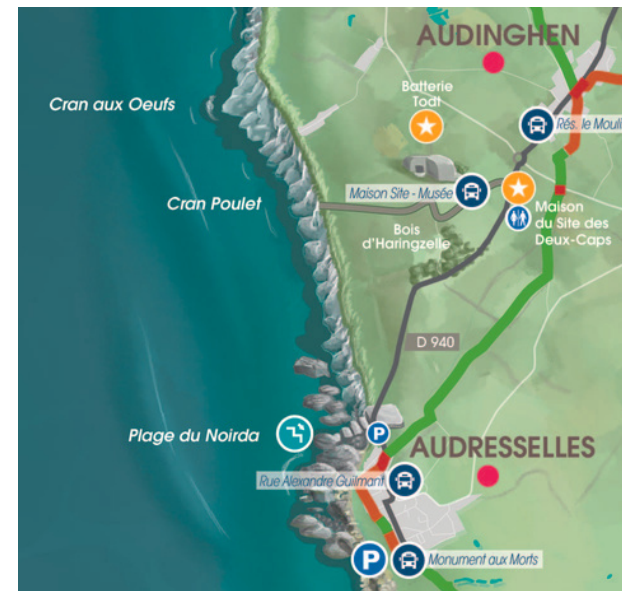 AUDINGHEN
Batterie
Todt
Cran aux Oeufs
Rés. le Mouli
Cran Poulet
Maison Site - Musée
Maison
du Site des
Deux-Caps
Bois
d'Haringzelle
D 940
Plage du Noirda
P
AUDRESSELLES
Rue Alexandre Guilmant
P
Monument aux Morts